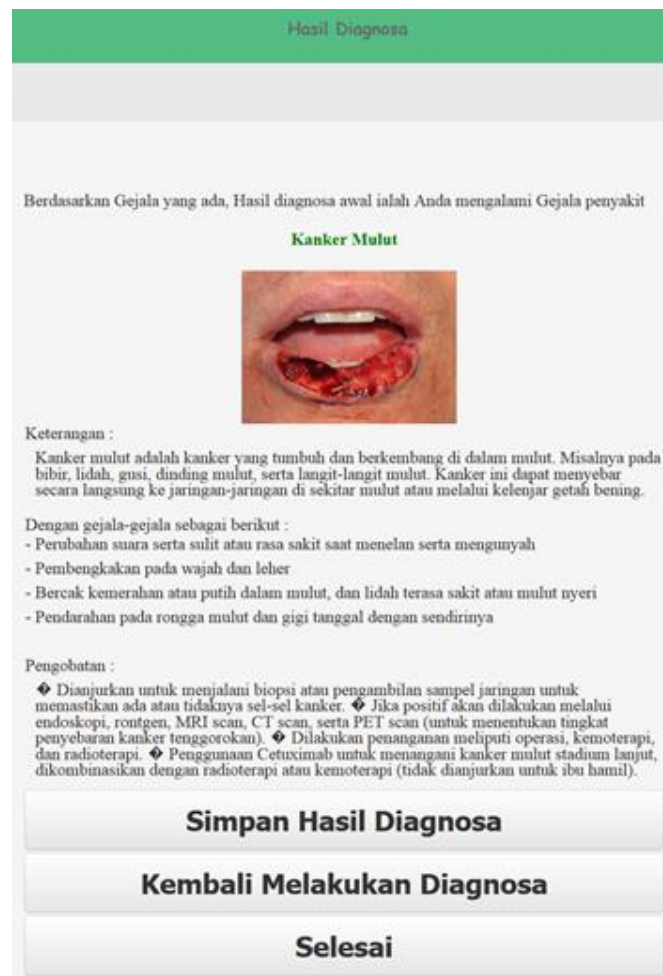 Hasil Diagnosa
Berdasarkan Gejala yang ada, Hasil diagnosa awal ialah Anda mengalami Gejala penyakit
Kanker Mulut
Keterangan :
Kanker mulut adalah kanker yang tumbuh dan berkembang di dalam mulut. Misalnya pada
bibir, lidah, gusi, dinding mulut, serta langit-langit mulut. Kanker ini dapat menyebar
secara langsung ke jaringan-jaringan di sekitar mulut atau melalui kelenjar getah bening.
Dengan gejala-gejala sebagai berikut :
- Perubahan suara serta sulit atau rasa sakit saat menelan serta mengunyah
- Pembengkakan pada wajah dan leher
- Bercak kemerahan atau putih dalam mulut, dan lidah terasa sakit atau mulut nyeri
- Pendarahan pada rongga mulut dan gigi tanggal dengan sendirinya
Pengobatan :
� Dianjurkan untuk menjalani biopsi atau pengambilan sampel jaringan untuk
memastikan ada atau tidaknya sel-sel kanker. � Jika positif akan dilakukan melalui
endoskopi, rontgen, MRI scan, CT scan, serta PET scan (untuk menentukan tingkat
penyebaran kanker tenggorokan). � Dilakukan penanganan meliputi operasi, kemoterapi,
dan radioterapi. � Penggunaan Cetuximab untuk menangani kanker mulut stadium lanjut,
dikombinasikan dengan radioterapi atau kemoterapi (tidak dianjurkan untuk ibu hamil).
Simpan Hasil Diagnosa
Kembali Melakukan Diagnosa
Selesai